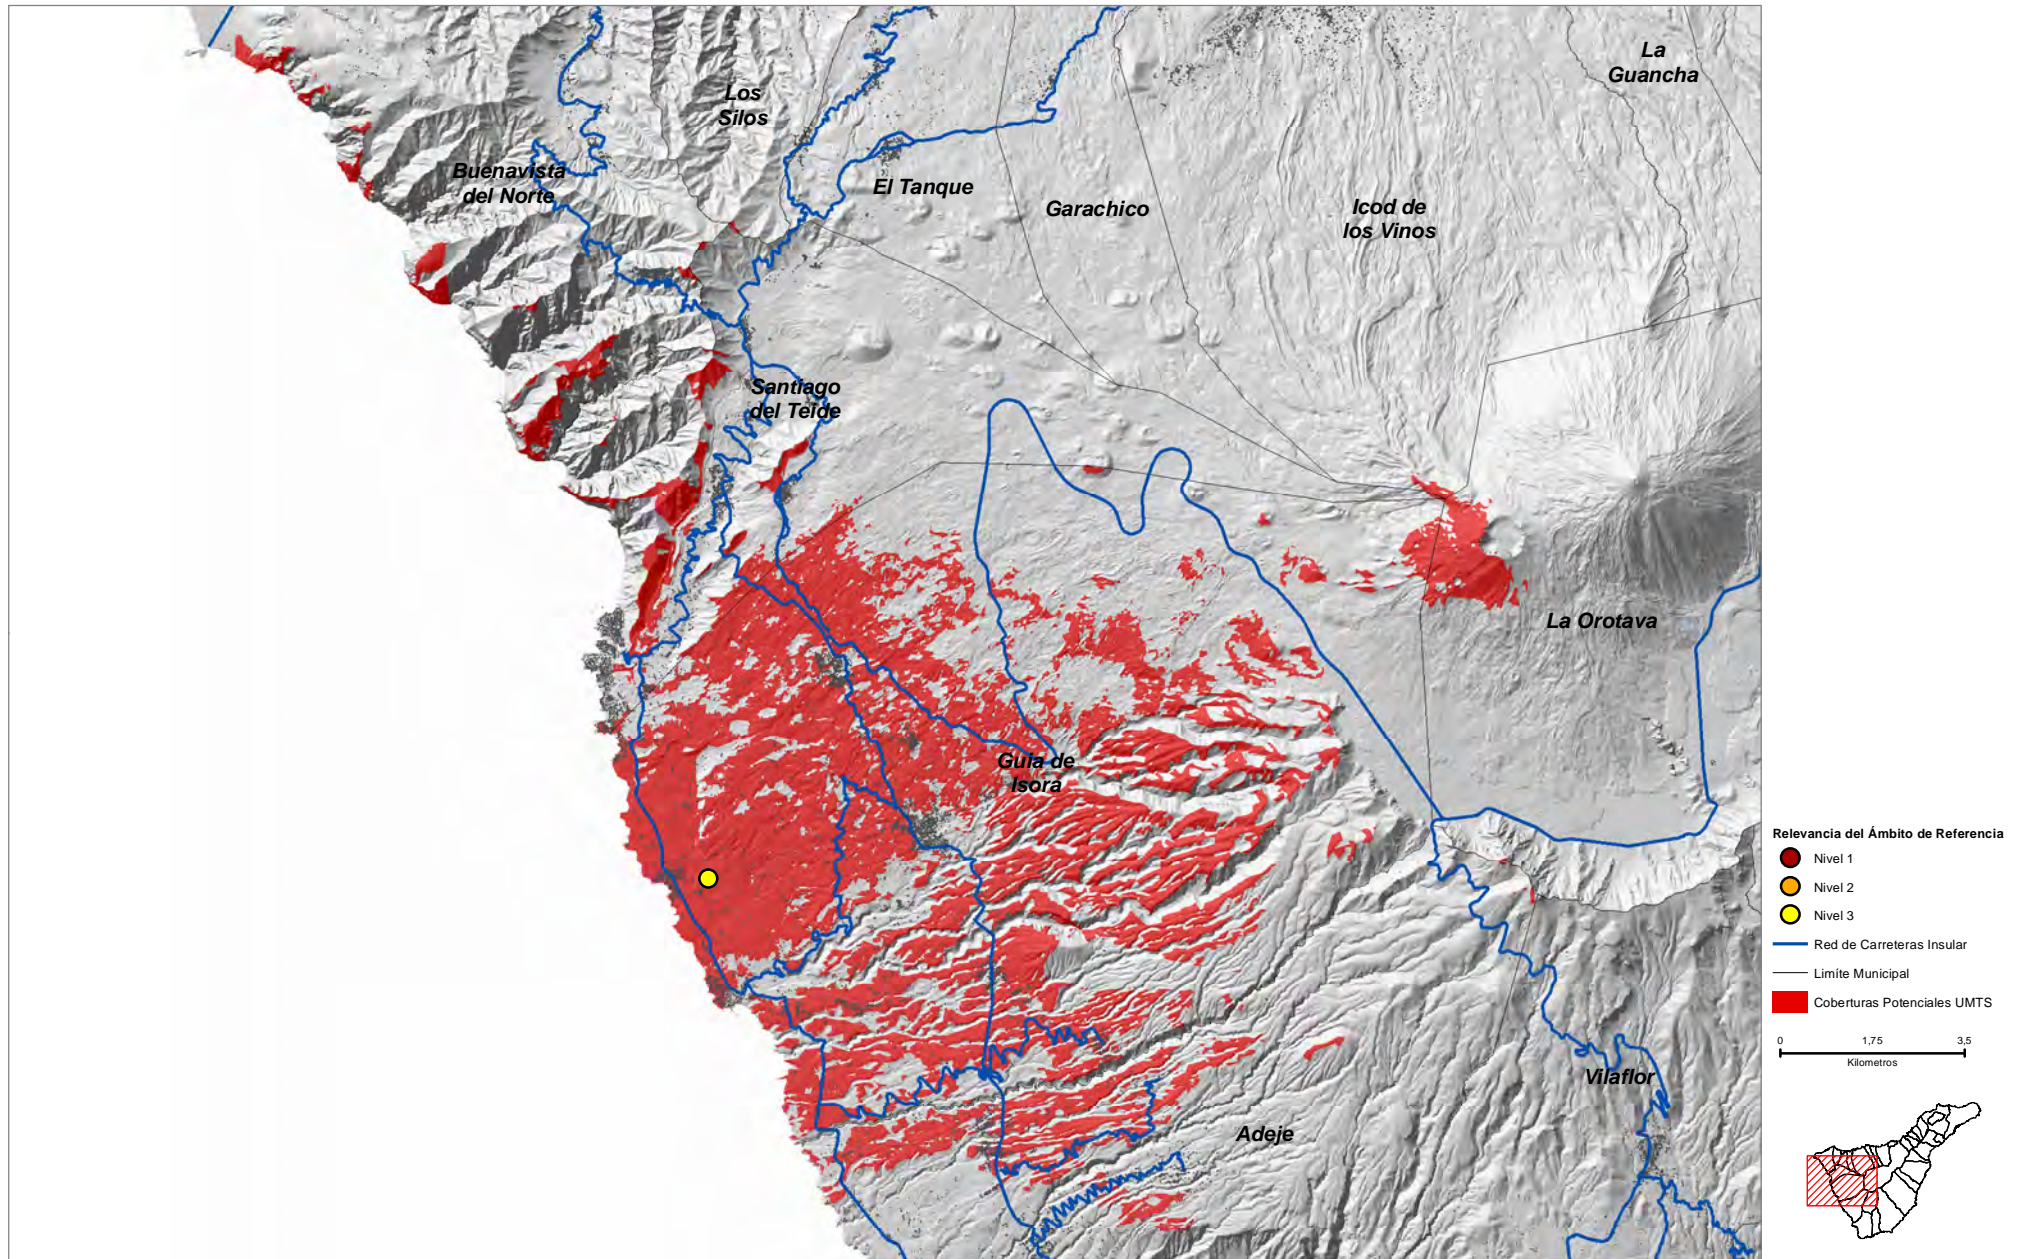 La
Guancha
Los
Silos
Buenavista
del Norte
El Tanque
Garachico
Icod de
los Vinos
Santiago
del Teide
La Orotava
Guia de
Isora
Vilaflor
Adeje
Relevancia del Ámbito de Referencia
Nivel 1
Nivel 2
Nivel 3
Red de Carreteras Insular
Limíte Municipal
Coberturas Potenciales UMTS
0 1,75 3,5
Kilometros